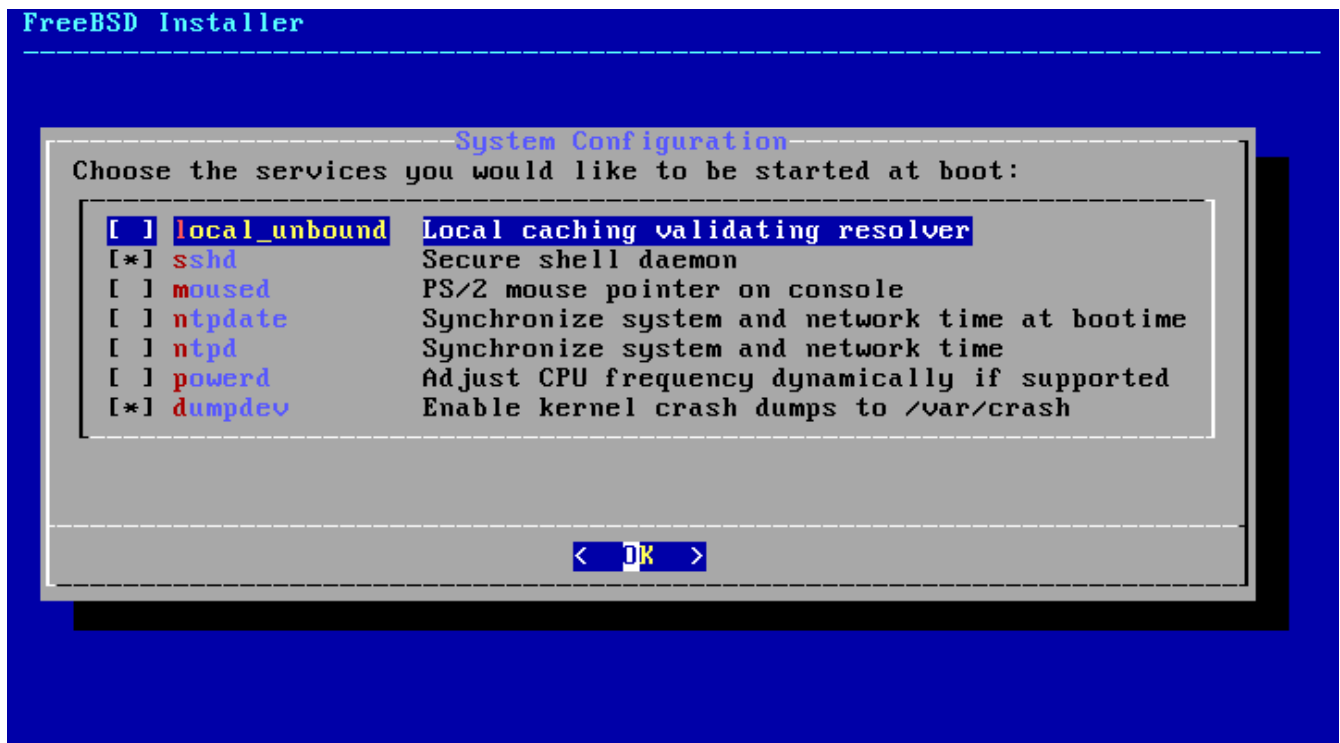 FreeBSD Installer
System Configuration
Choose the services you would like to be started at boot:
[ ] local_unbound Local caching validating resolver
[*] sshd Secure shell daemon
[ ] moused PS/2 mouse pointer on console
[ ] ntpdate Synchronize system and network time at bootime
[ ] ntpd Synchronize system and network time
[ ] powerd Adjust CPU frequency dynamically if supported
[*] dumpdev Enable kernel crash dumps to /var/crash
< OK >